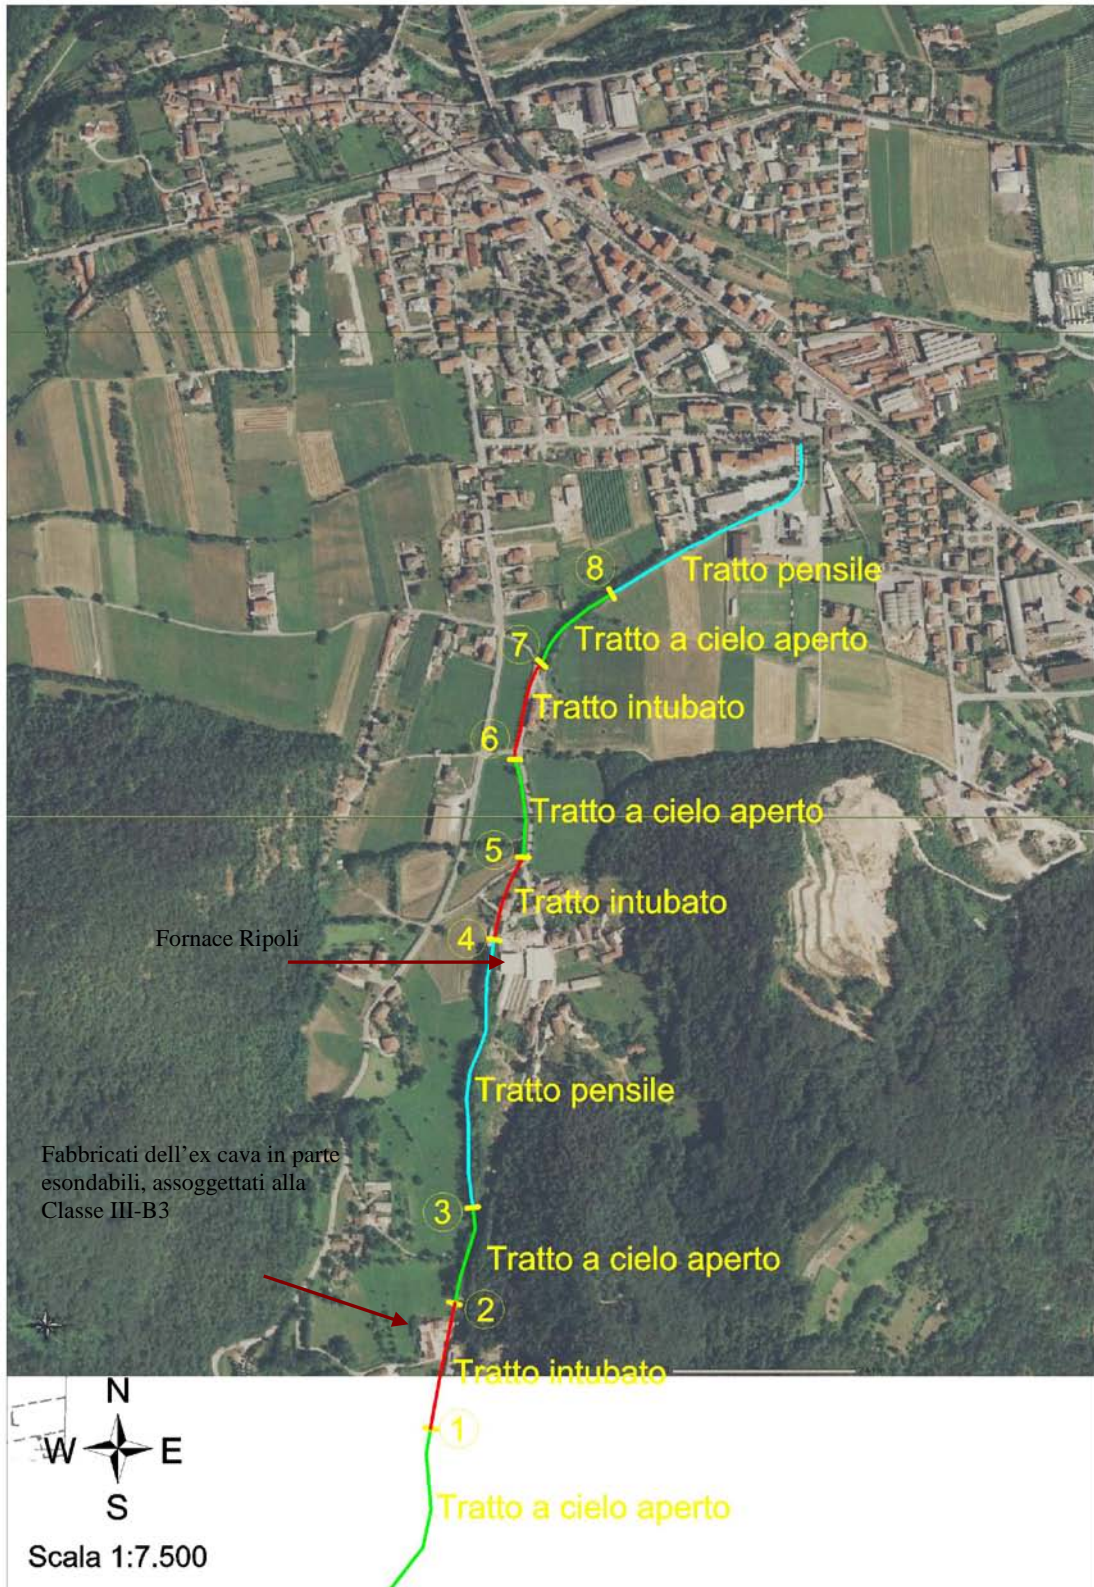 8
Tratto pensile
7
Tratto a cielo aperto
Tratto intubato
6
Tratto a cielo aperto
5
Tratto intubato
4
Fornace Ripoli
Tratto pensile
Fabbricati dell'ex cava in parte
esondabili, assoggettati alla
Classe III-B3
3
Tratto a cielo aperto
2
Tratto intubato
1
N
W E
S
Tratto a cielo aperto
Scala 1:7.500